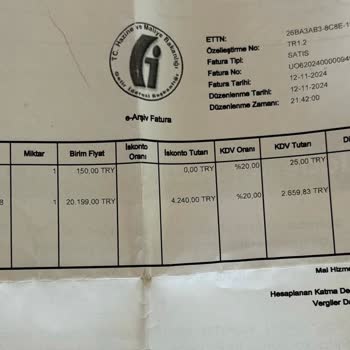 T.C. Hazine ve Maliye Bakanlığı
Gelir İdaresi Başkanlığı
e-Arşiv Fatura
ETTN: 26BA3AB3-8C8E-1
Özelleştirme No: TR1.2
Fatura Tipi: SATIS
Fatura No:
Fatura Tarihi: 12-11-2024
Düzenlenme Tarihi: 12-11-2024
Düzenlenme Zamanı: 21:42:00
Miktar Birim Fiyat İskonto Oranı İskonto Tutarı KDV Oranı KDV Tutarı
1 150,00 TRY 0,00 TRY %20,00 25,00 TRY
8 1 20.199,00 TRY 4.240,00 TRY %20,00 2.659,83 TRY
Mal Hizme
Hesaplanan Katma De
Vergiler D